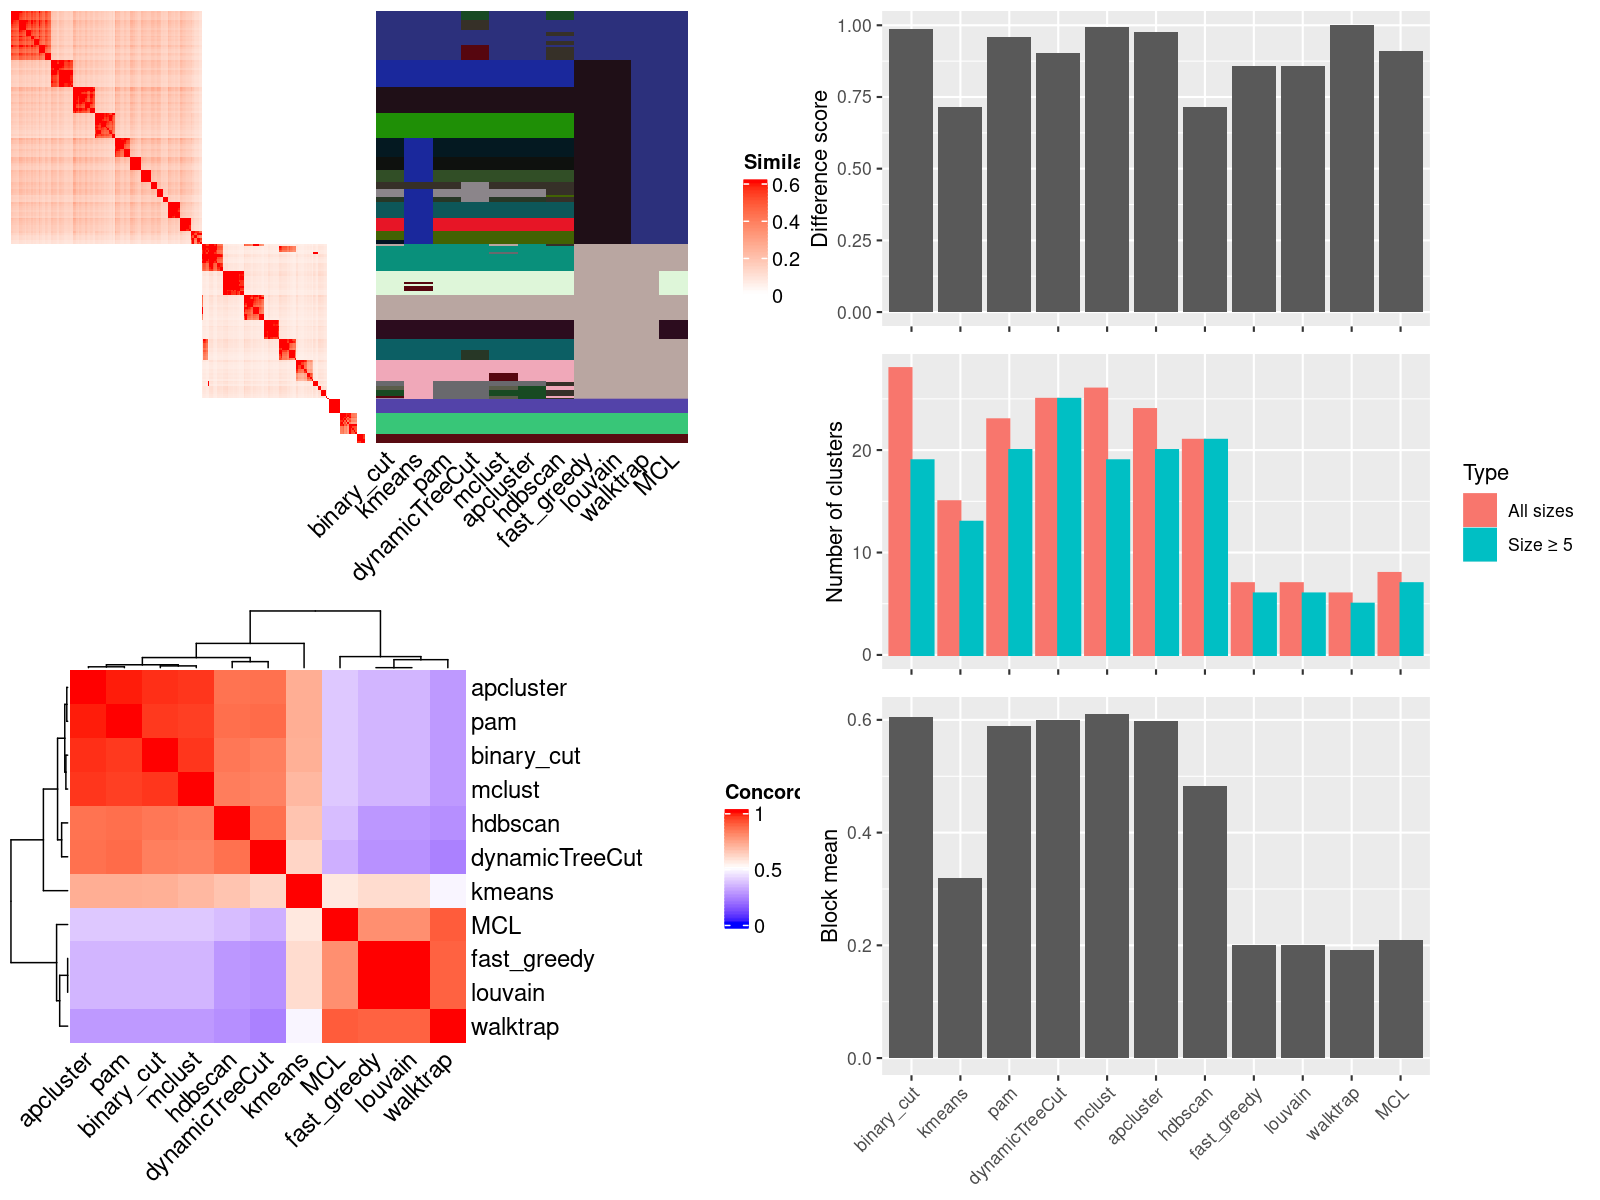 Simila
0.6
0.4
0.2
0
binary_cut
kmeans
pam
dynamicTreeCut
mclust
apcluster
hdbscan
fast_greedy
louvain
walktrap
MCL
Difference score
1.00
0.75
0.50
0.25
0.00
Number of clusters
20
10
0
Type
All sizes
Size ≥ 5
Block mean
0.6
0.4
0.2
0.0
binary_cut
kmeans
pam
dynamicTreeCut
mclust
apcluster
hdbscan
fast_greedy
louvain
walktrap
MCL
apcluster
pam
binary_cut
mclust
hdbscan
dynamicTreeCut
kmeans
MCL
fast_greedy
louvain
walktrap
apcluster
pam
binary_cut
mclust
hdbscan
dynamicTreeCut
kmeans
MCL
fast_greedy
louvain
walktrap
Concord
1
0.5
0